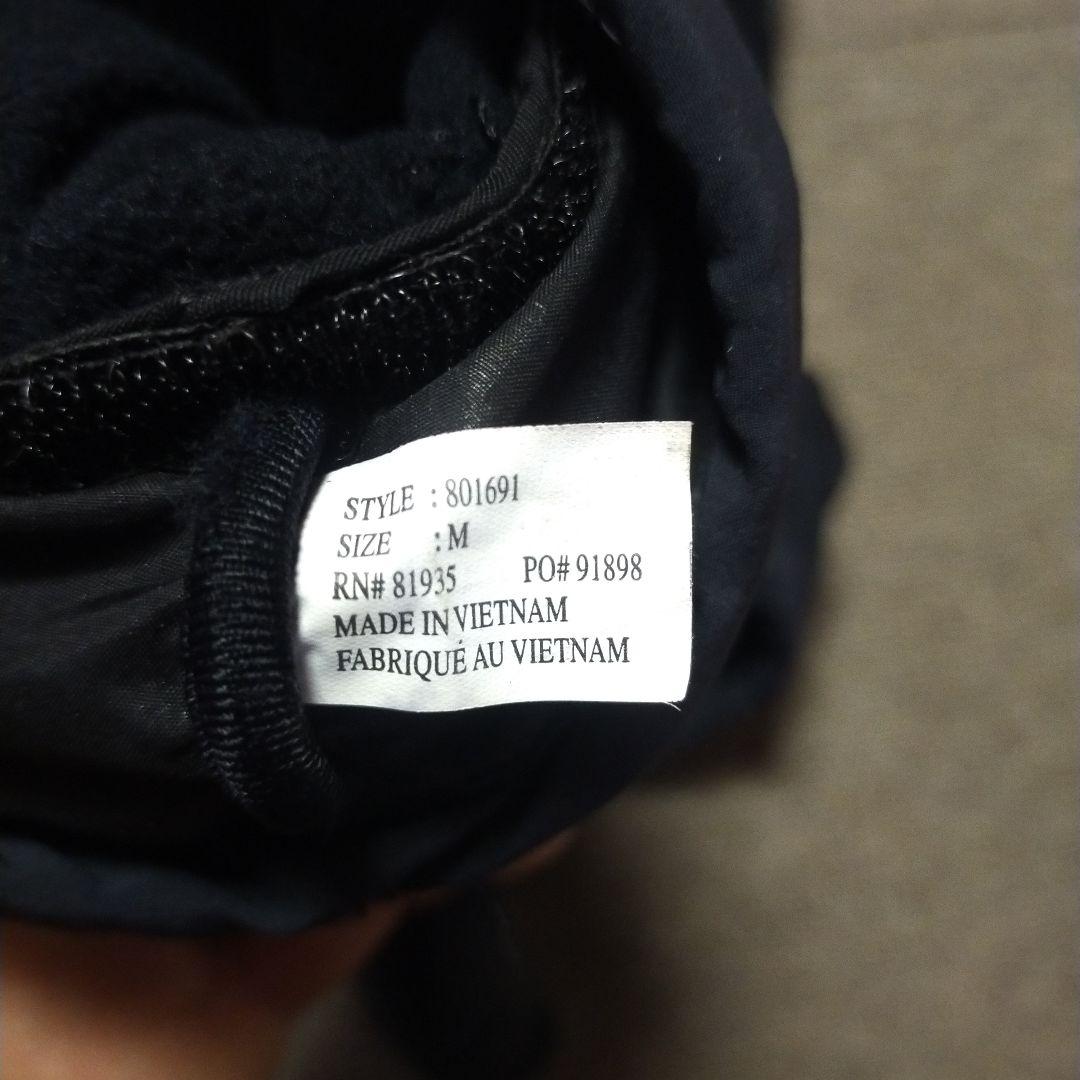 STYLE : 801691
SIZE : M
RN# 81935 PO# 91898
MADE IN VIETNAM
FABRIQUÉ AU VIETNAM